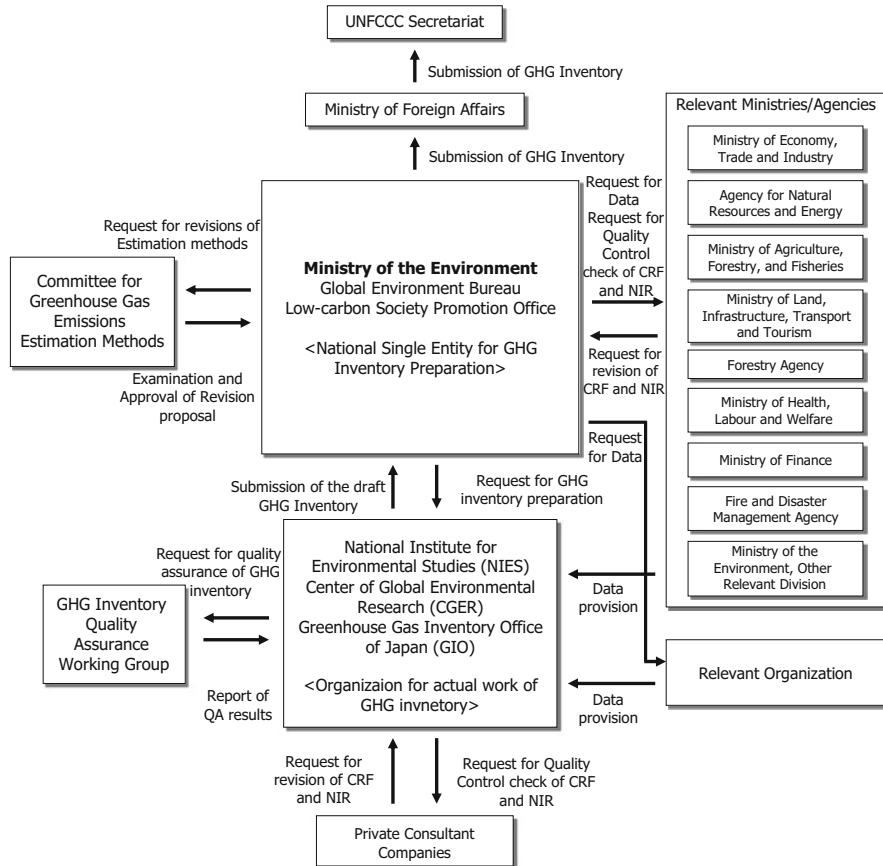 UNFCCC Secretariat
Submission of GHG Inventory
Ministry of Foreign Affairs
Submission of GHG Inventory
Relevant Ministries/Agencies
Ministry of Economy,
Trade and Industry
Agency for Natural
Resources and Energy
Ministry of Agriculture,
Forestry, and Fisheries
Ministry of Land,
Infrastructure, Transport
and Tourism
Forestry Agency
Ministry of Health,
Labour and Welfare
Ministry of Finance
Fire and Disaster
Management Agency
Ministry of the
Environment, Other
Relevant Division
Request for
Data
Request for
Quality
Control
check of CRF
and NIR
Request for
revision of
CRF and NIR
Request
for Data
Request for revisions of
Estimation methods
Committee for
Greenhouse Gas
Emissions
Estimation Methods
Examination and
Approval of Revision
proposal
Ministry of the Environment
Global Environment Bureau
Low-carbon Society Promotion Office
<National Single Entity for GHG
Inventory Preparation>
Submission of the draft
GHG Inventory
Request for GHG
inventory preparation
Request for quality
assurance of GHG
inventory
GHG Inventory
Quality
Assurance
Working Group
Report of
QA results
National Institute for
Environmental Studies (NIES)
Center of Global Environmental
Research (CGER)
Greenhouse Gas Inventory Office
of Japan (GIO)
<Organizaion for actual work of
GHG invnetory>
Data
provision
Relevant Organization
Data
provision
Request for
revision of CRF
and NIR
Request for Quality
Control check of CRF
and NIR
Private Consultant
Companies